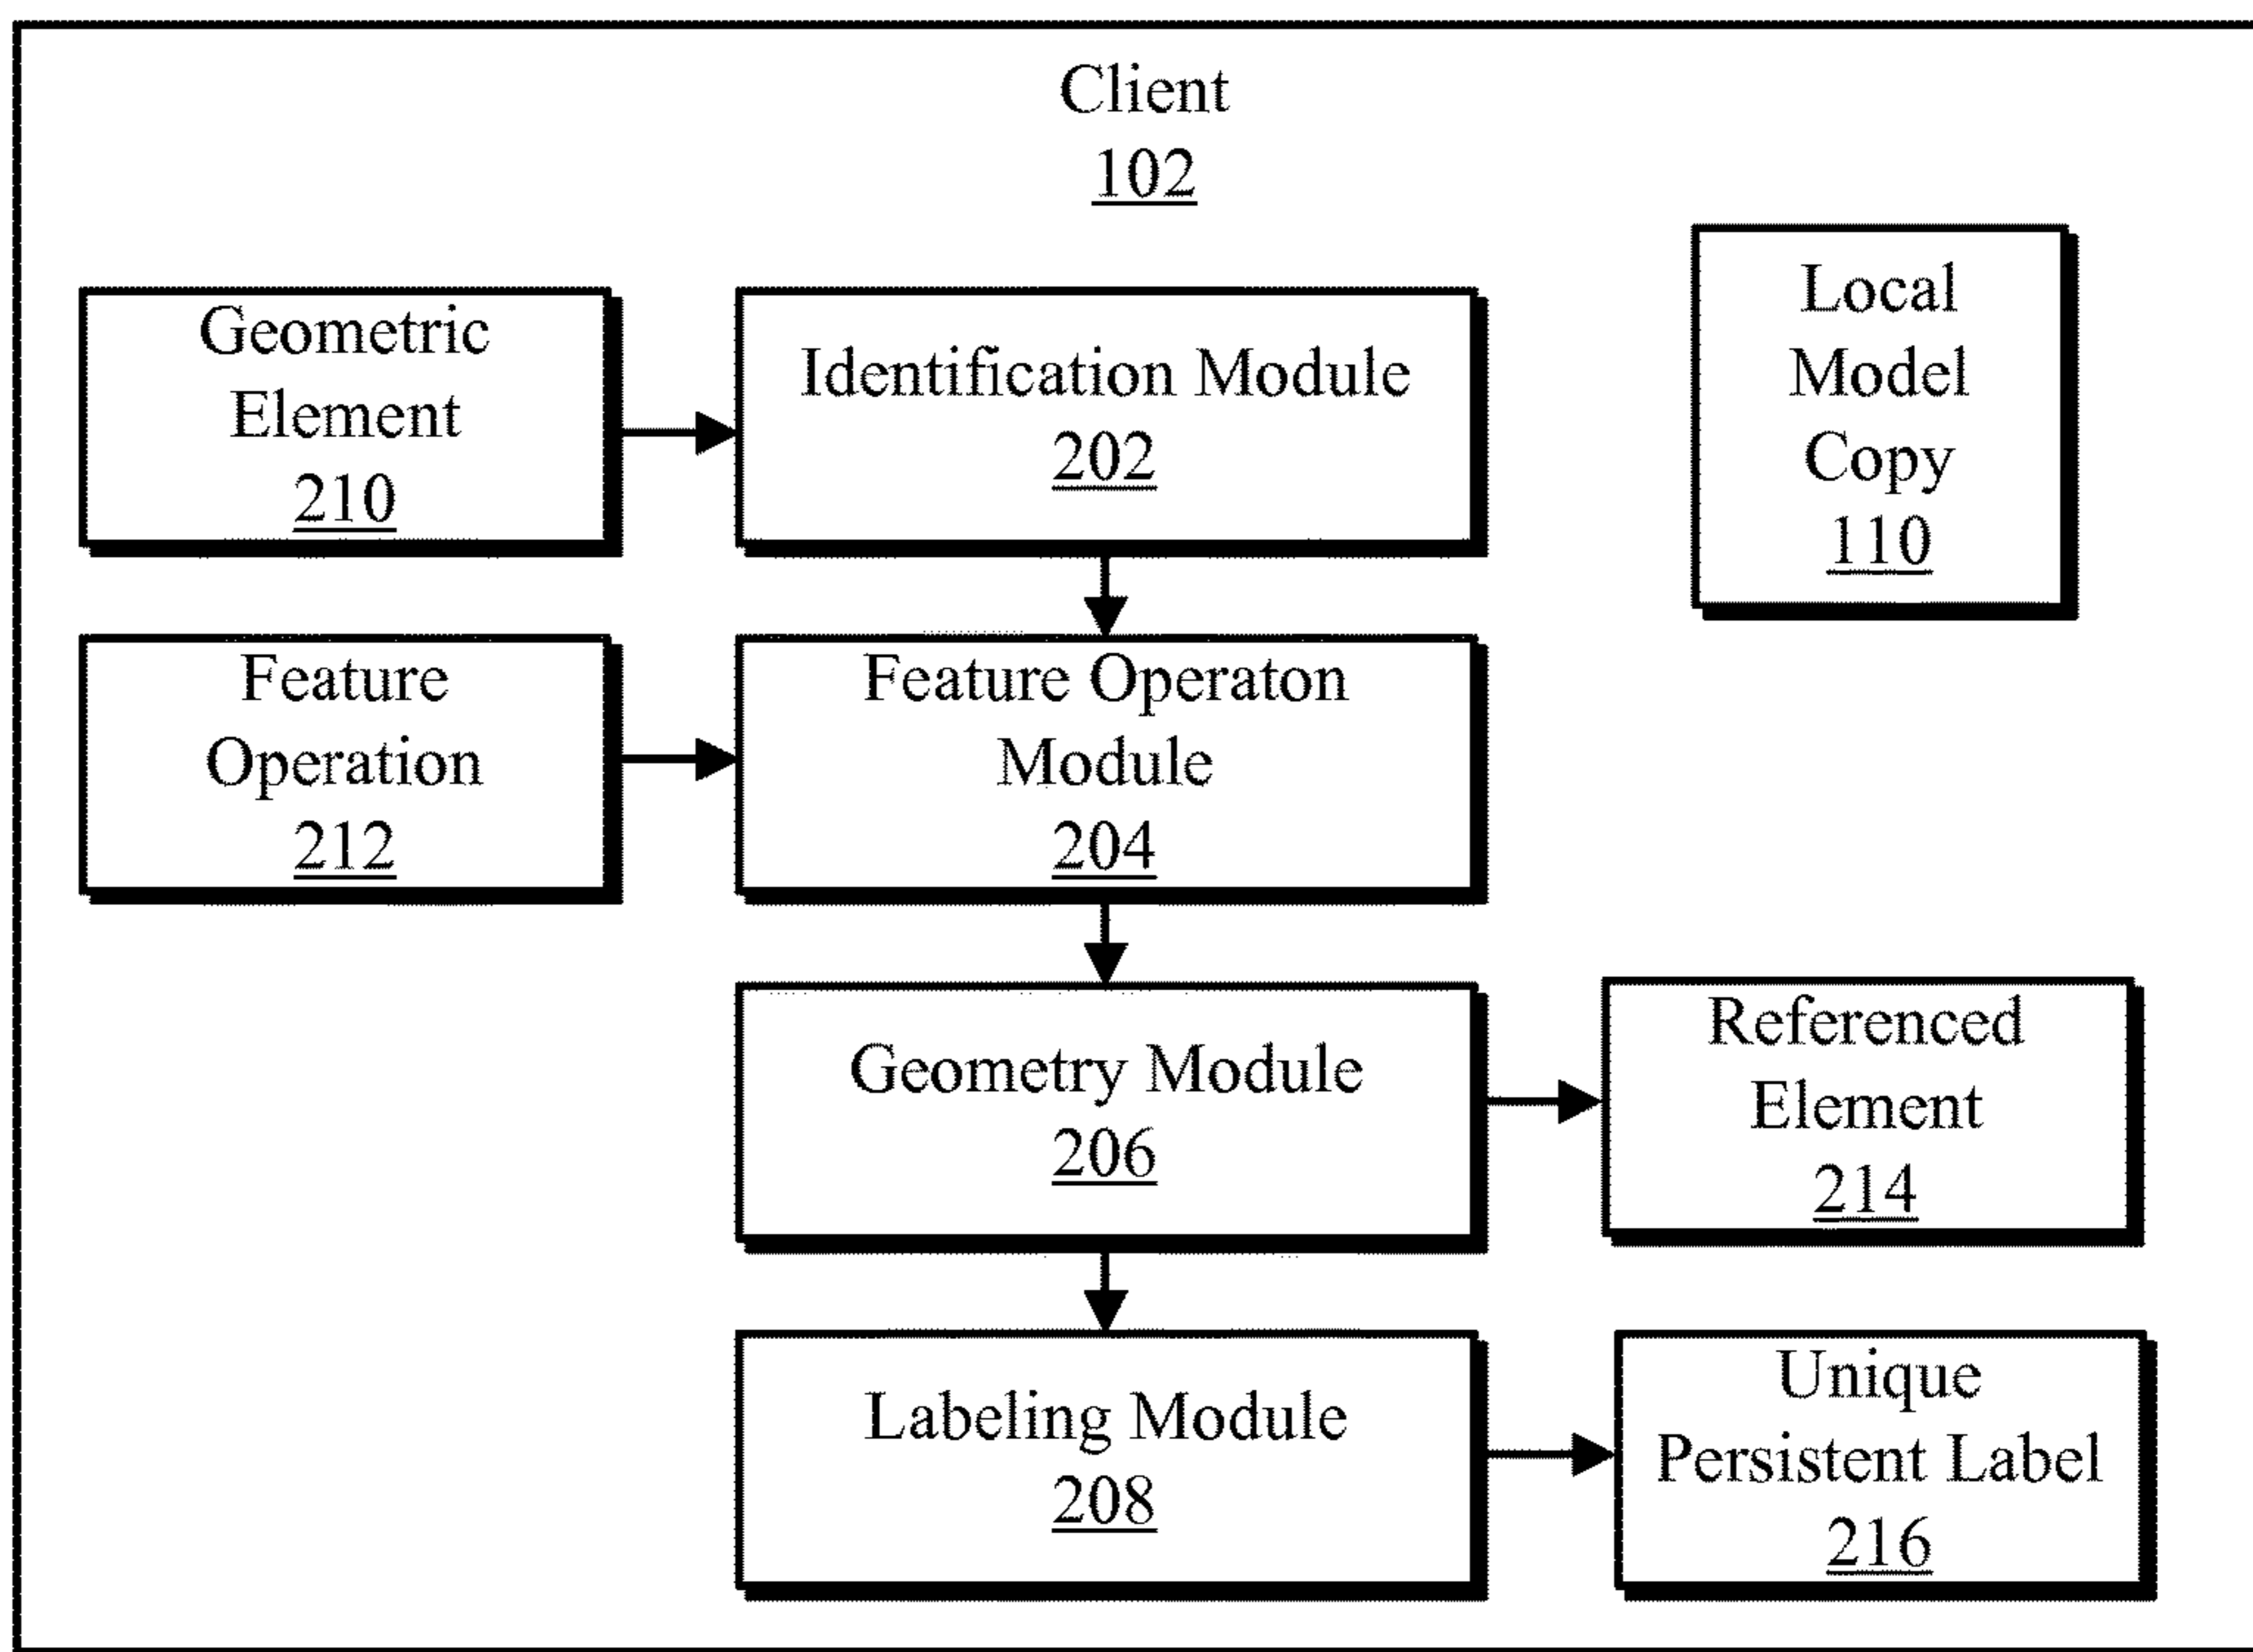 Client
102
Geometric
Element
210
Identification Module
202
Local
Model
Copy
110
Feature
Operation
212
Feature Operaton
Module
204
Geometry Module
206
Referenced
Element
214
Labeling Module
208
Unique
Persistent Label
216